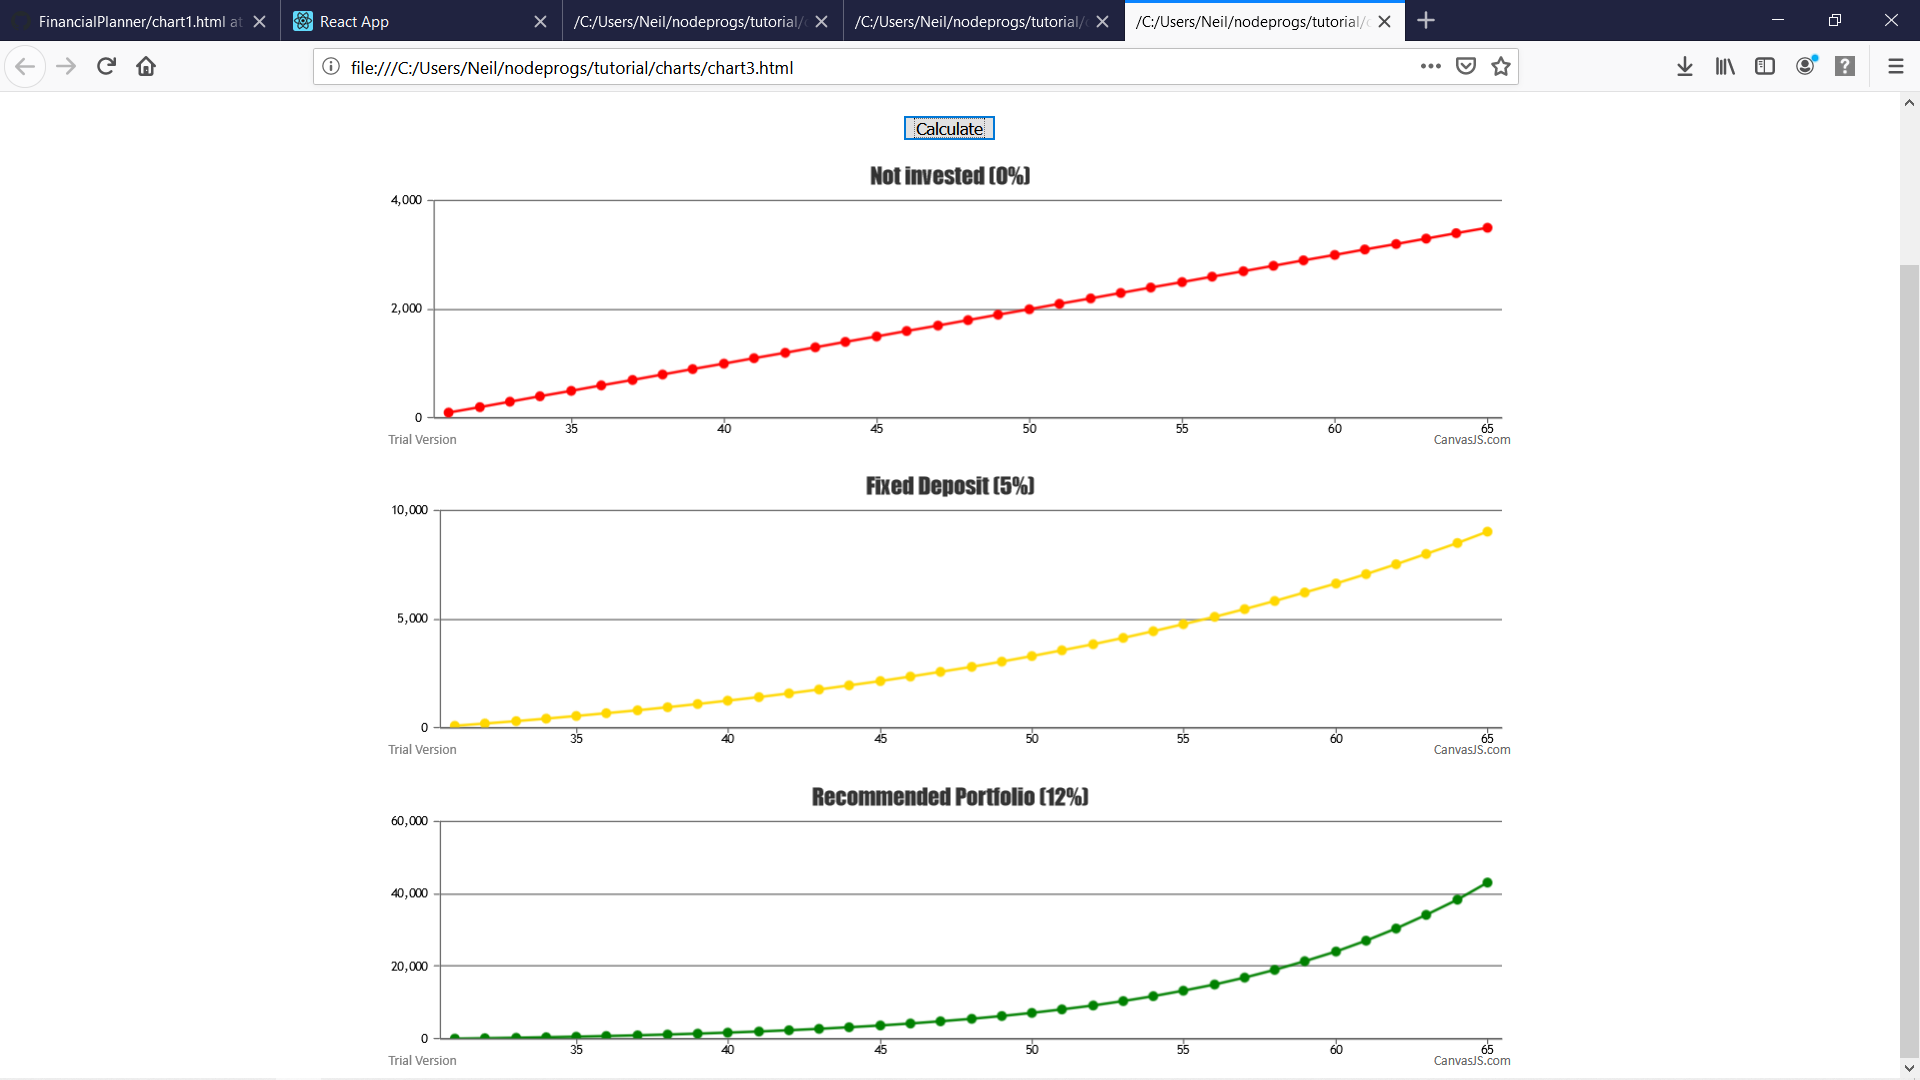 FinancialPlanner/chart1.html at
React App
/C:/Users/Neil/nodeprogs/tutorial/
/C:/Users/Neil/nodeprogs/tutorial/
/C:/Users/Neil/nodeprogs/tutorial/
file:///C:/Users/Neil/nodeprogs/tutorial/charts/chart3.html
Calculate
Not invested (0%)
4,000
2,000
0
35 40 45 50 55 60 65
Trial Version CanvasJS.com
Fixed Deposit (5%)
10,000
5,000
0
35 40 45 50 55 60 65
Trial Version CanvasJS.com
Recommended Portfolio (12%)
60,000
40,000
20,000
0
35 40 45 50 55 60 65
Trial Version CanvasJS.com